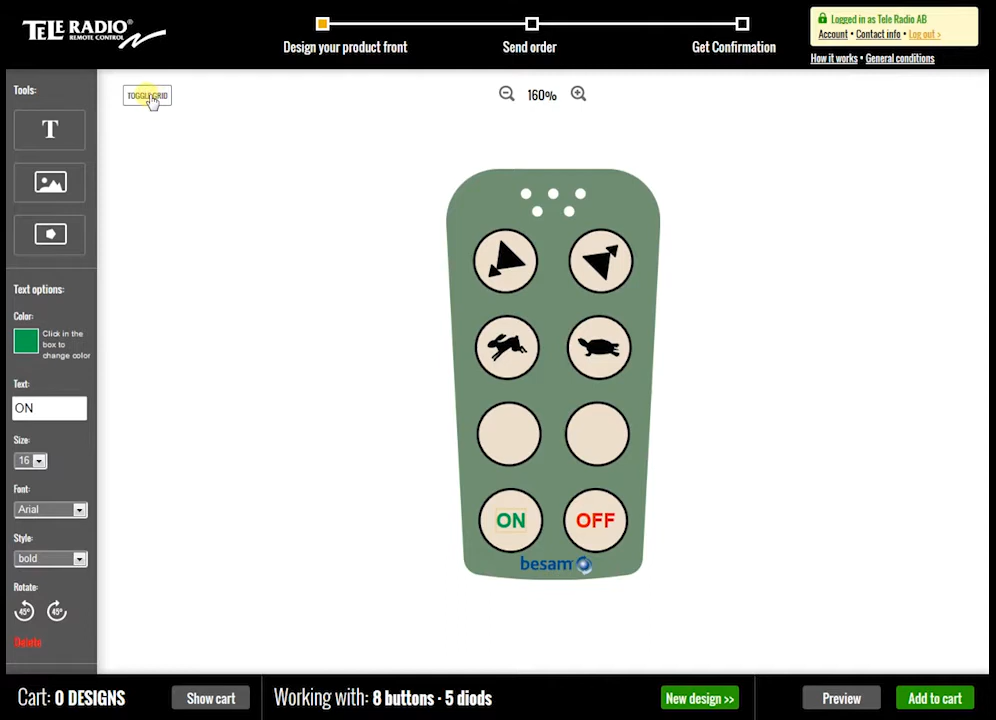 TELE RADIO®
REMOTE CONTROL
Design your product front
Send order
Get Confirmation
Logged in as Tele Radio AB
Account • Contact info • Log out >
How it works • General conditions
Tools:
T
TOGGLE GRID
160%
Text options:
Color:
Click in the
box to
change color
Text:
ON
Size:
16
Font:
Arial
Style:
bold
Rotate:
45° 45°
Delete
ON OFF
besam
Cart: 0 DESIGNS
Show cart
Working with: 8 buttons - 5 diods
New design >>
Preview
Add to cart